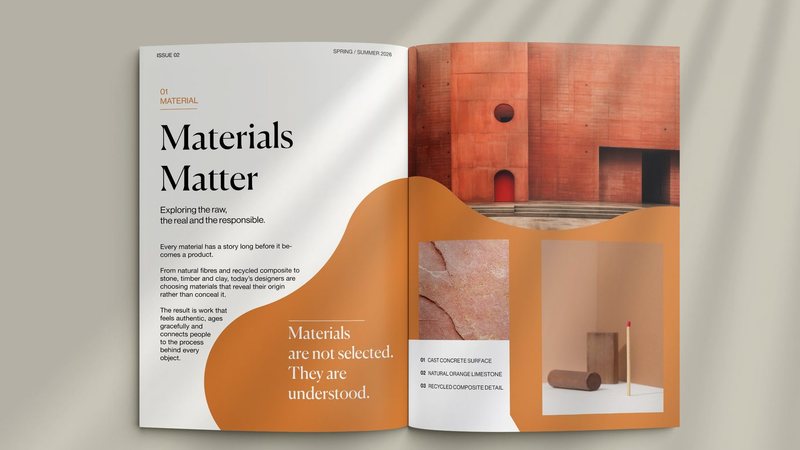 ISSUE 02
SPRING / SUMMER 2026
01
MATERIAL
Materials
Matter
Exploring the raw,
the real and the responsible.
Every material has a story long before it be-
comes a product.
From natural fibres and recycled composite to
stone, timber and clay, today's designers are
choosing materials that reveal their origin
rather than conceal it.
The result is work that
feels authentic, ages
gracefully and
connects people
to the process
behind every
object.
Materials
are not selected.
They are
understood.
01 CAST CONCRETE SURFACE
02 NATURAL ORANGE LIMESTONE
03 RECYCLED COMPOSITE DETAIL